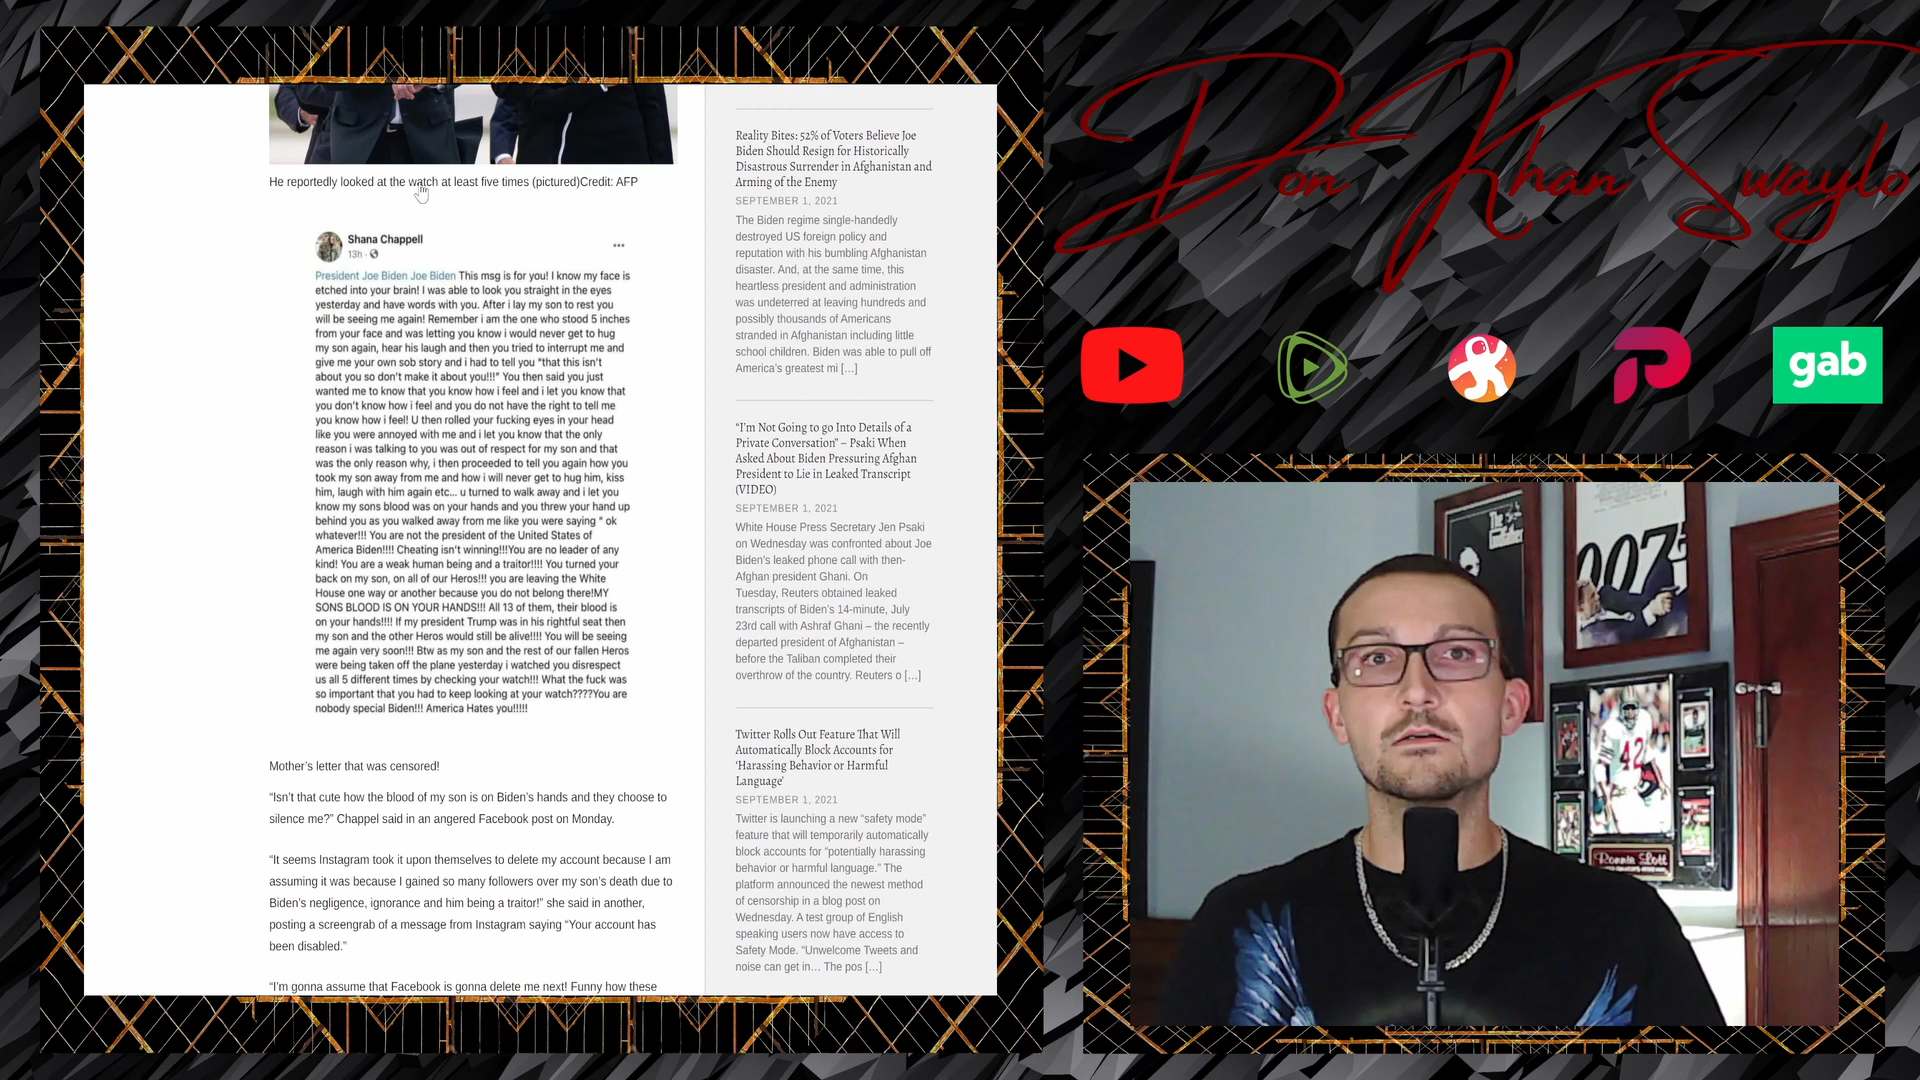 He reportedly looked at the watch at least five times (pictured)Credit: AFP
Shana Chappell
13h ·
President Joe Biden Joe Biden This msg is for you! I know my face is
etched into your brain! I was able to look you straight in the eyes
yesterday and have words with you. After i lay my son to rest you
will be seeing me again! Remember i am the one who stood 5 inches
from your face and was letting you know i would never get to hug
my son again, hear his laugh and then you tried to interrupt me and
give me your own sob story and i had to tell you "that this isn't
about you so don't make it about you!!!" You then said you just
wanted me to know that you know how i feel and i let you know that
you don't know how i feel and you do not have the right to tell me
you know how i feel! U then rolled your fucking eyes in your head
like you were annoyed with me and i let you know that the only
reason i was talking to you was out of respect for my son and that
was the only reason why, i then proceeded to tell you again how you
took my son away from me and how i will never get to hug him, kiss
him, laugh with him again etc... u turned to walk away and i let you
know my sons blood was on your hands and you threw your hand up
behind you as you walked away from me like you were saying " ok
whatever!!! You are not the president of the United States of
America Biden!!!! Cheating isn't winning!!!You are no leader of any
kind! You are a weak human being and a traitor!!!! You turned your
back on my son, on all of our Heros!!! you are leaving the White
House one way or another because you do not belong there!MY
SONS BLOOD IS ON YOUR HANDS!!! All 13 of them, their blood is
on your hands!!!! If my president Trump was in his rightful seat then
my son and the other Heros would still be alive!!!! You will be seeing
me again very soon!!! Btw as my son and the rest of our fallen Heros
were being taken off the plane yesterday i watched you disrespect
us all 5 different times by checking your watch!!! What the fuck was
so important that you had to keep looking at your watch????You are
nobody special Biden!!! America Hates you!!!!!
Mother's letter that was censored!
“Isn't that cute how the blood of my son is on Biden's hands and they choose to
silence me?” Chappel said in an angered Facebook post on Monday.
“It seems Instagram took it upon themselves to delete my account because I am
assuming it was because I gained so many followers over my son's death due to
Biden's negligence, ignorance and him being a traitor!” she said in another,
posting a screengrab of a message from Instagram saying “Your account has
been disabled.”
“I'm gonna assume that Facebook is gonna delete me next! Funny how these
Reality Bites: 52% of Voters Believe Joe
Biden Should Resign for Historically
Disastrous Surrender in Afghanistan and
Arming of the Enemy
SEPTEMBER 1, 2021
The Biden regime single-handedly
destroyed US foreign policy and
reputation with his bumbling Afghanistan
disaster. And, at the same time, this
heartless president and administration
was undeterred at leaving hundreds and
possibly thousands of Americans
stranded in Afghanistan including little
school children. Biden was able to pull off
America's greatest mi […]
“I'm Not Going to go Into Details of a
Private Conversation” – Psaki When
Asked About Biden Pressuring Afghan
President to Lie in Leaked Transcript
(VIDEO)
SEPTEMBER 1, 2021
White House Press Secretary Jen Psaki
on Wednesday was confronted about Joe
Biden's leaked phone call with then-
Afghan president Ghani. On
Tuesday, Reuters obtained leaked
transcripts of Biden's 14-minute, July
23rd call with Ashraf Ghani – the recently
departed president of Afghanistan –
before the Taliban completed their
overthrow of the country. Reuters o […]
Twitter Rolls Out Feature That Will
Automatically Block Accounts for
‘Harassing Behavior or Harmful
Language’
SEPTEMBER 1, 2021
Twitter is launching a new “safety mode”
feature that will temporarily automatically
block accounts for “potentially harassing
behavior or harmful language.” The
platform announced the newest method
of censorship in a blog post on
Wednesday. A test group of English
speaking users now have access to
Safety Mode. “Unwelcome Tweets and
noise can get in… The pos […]
Don Khan Swaylo
gab
The
007
42
Ronnie Lott